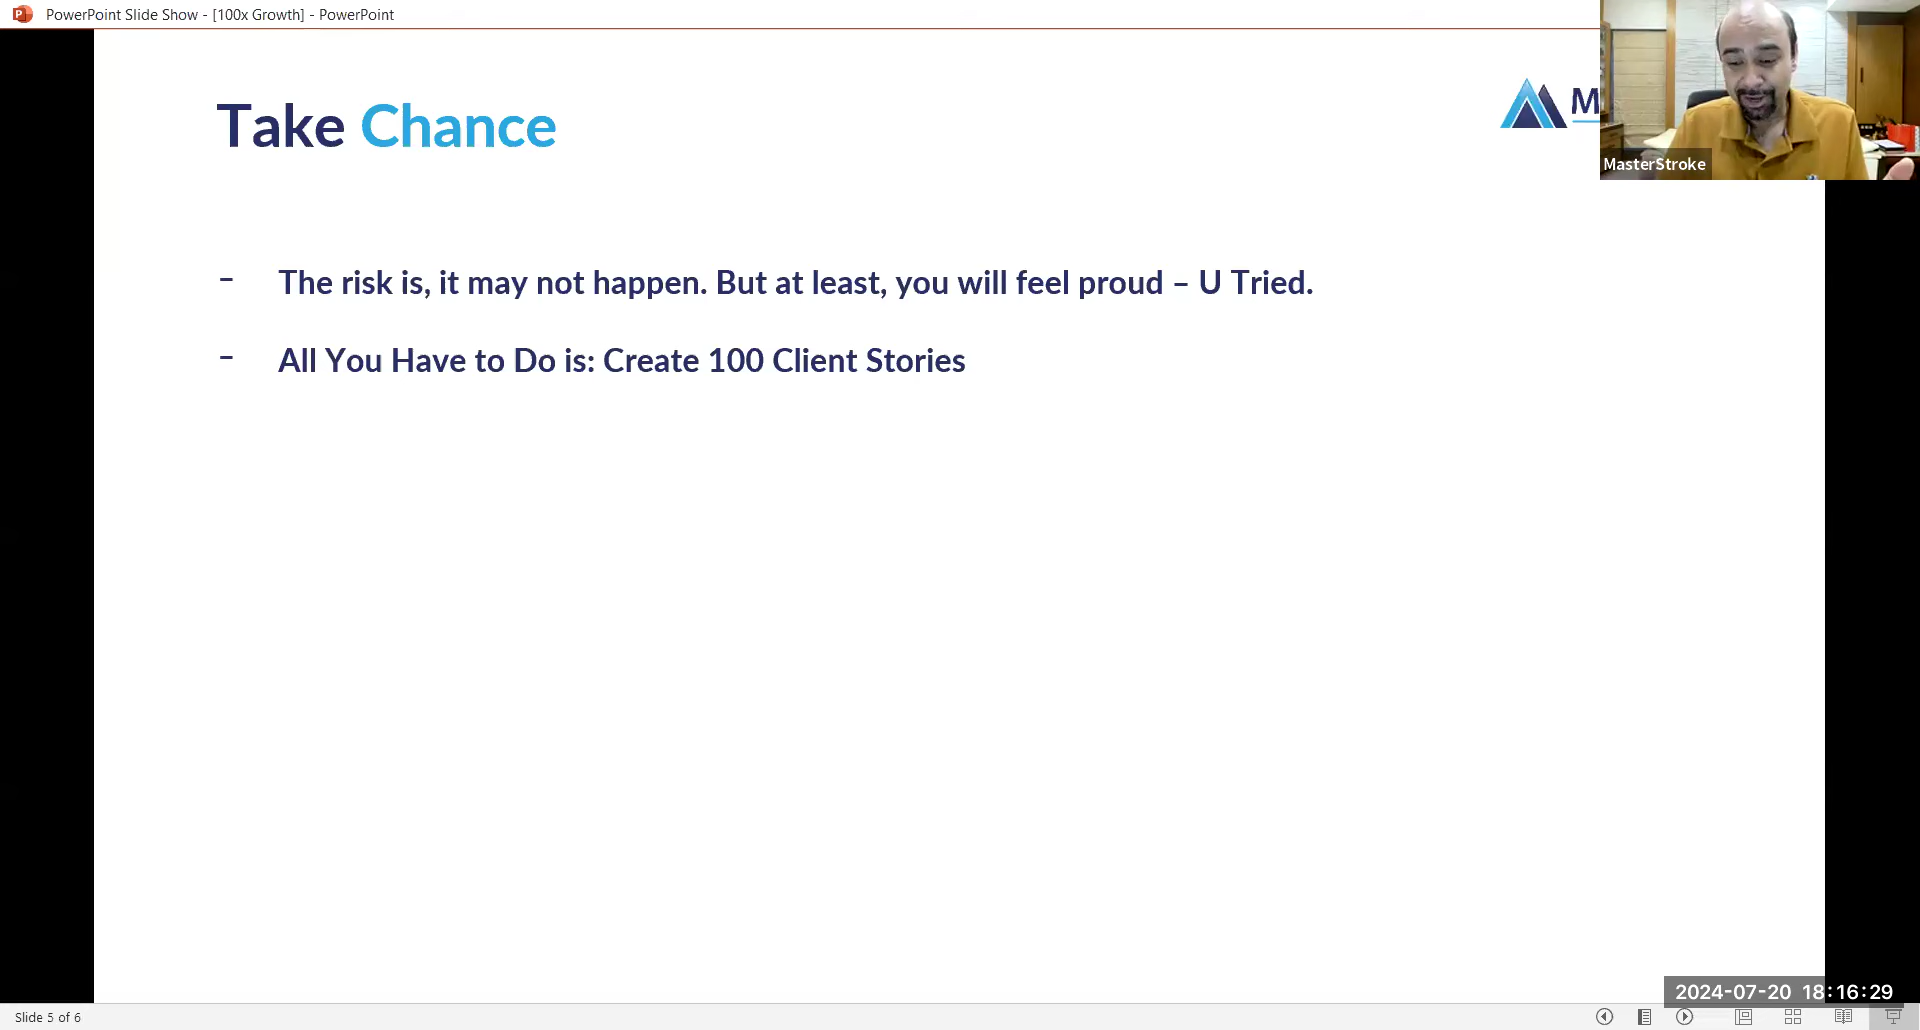 PowerPoint Slide Show - [100x Growth] - PowerPoint
Take Chance
M
MasterStroke
- The risk is, it may not happen. But at least, you will feel proud – U Tried.
- All You Have to Do is: Create 100 Client Stories
2024-07-20 18:16:29
Slide 5 of 6